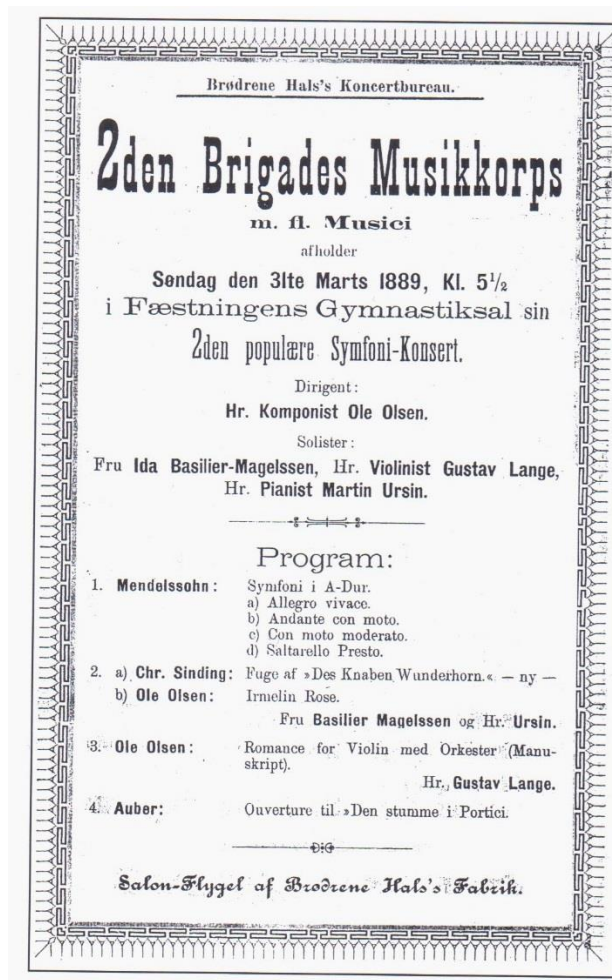 Brødrene Hals's Koncertbureau.
2den Brigades Musikkorps
m. fl. Musici
afholder
Søndag den 31te Marts 1889, Kl. 5½
i Fæstningens Gymnastiksal sin
2den populære Symfoni-Konsert.
Dirigent:
Hr. Komponist Ole Olsen.
Solister:
Fru Ida Basilier-Magelssen, Hr. Violinist Gustav Lange,
Hr. Pianist Martin Ursin.
Program:
1. Mendelssohn: Symfoni i A-Dur.
a) Allegro vivace.
b) Andante con moto.
c) Con moto moderato.
d) Saltarello Presto.
2. a) Chr. Sinding: Fuge af »Des Knaben Wunderhorn.« — ny —
b) Ole Olsen: Irmelin Rose.
Fru Basilier Magelssen og Hr. Ursin.
3. Ole Olsen: Romance for Violin med Orkester (Manu-
skript).
Hr. Gustav Lange.
4. Auber: Ouverture til »Den stumme i Portici.
Salon-Flygel af Brødrene Hals's Fabrik.